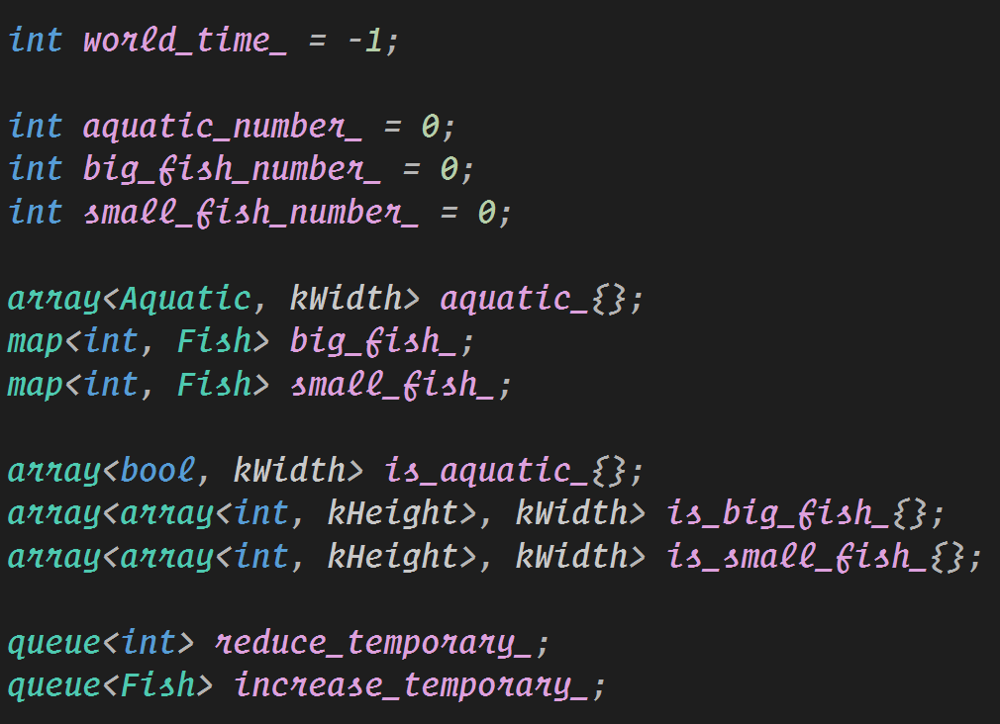 int world_time_ = -1;
int aquatic_number_ = 0;
int big_fish_number_ = 0;
int small_fish_number_ = 0;
array<Aquatic, kWidth> aquatic_{};
map<int, Fish> big_fish_;
map<int, Fish> small_fish_;
array<bool, kWidth> is_aquatic_{};
array<array<int, kHeight>, kWidth> is_big_fish_{};
array<array<int, kHeight>, kWidth> is_small_fish_{};
queue<int> reduce_temporary_;
queue<Fish> increase_temporary_;